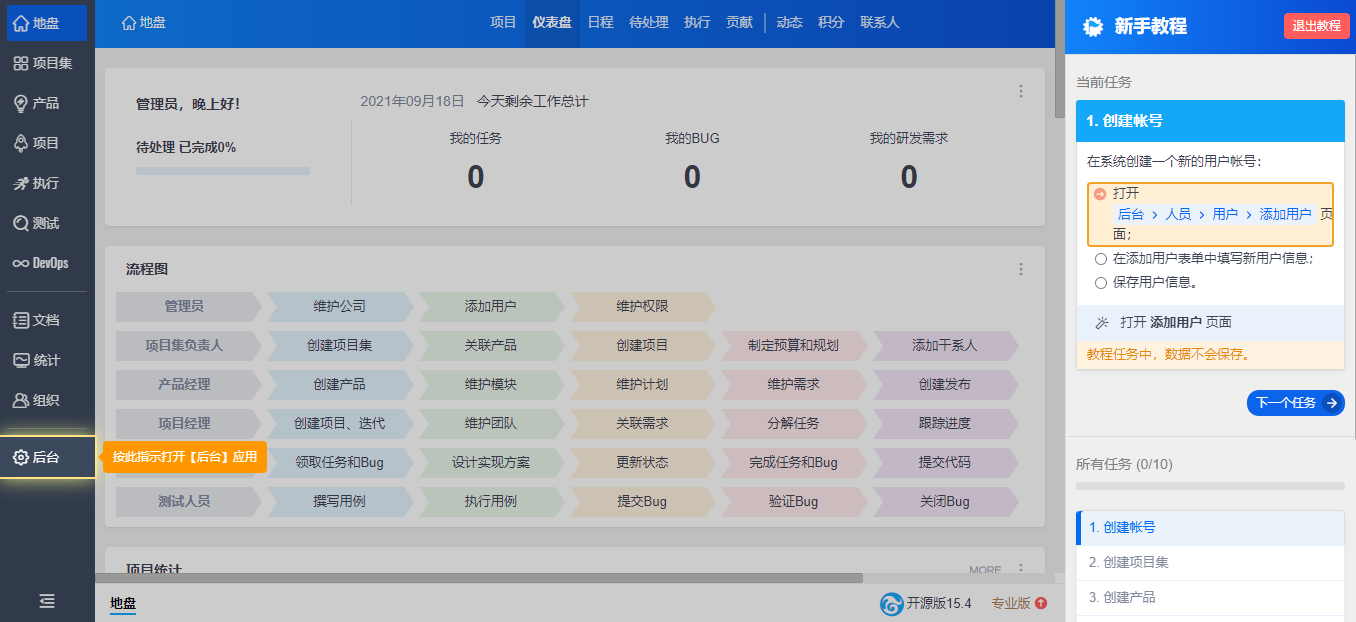 地盘
项目集
产品
项目
执行
测试
DevOps
文档
统计
组织
后台
地盘
项目 仪表盘 日程 待处理 执行 贡献 动态 积分 联系人
管理员，晚上好！
2021年09月18日 今天剩余工作总计
待处理 已完成0%
我的任务 我的BUG 我的研发需求
0 0 0
流程图
管理员 维护公司 添加用户 维护权限
项目集负责人 创建项目集 关联产品 创建项目 制定预算和规划 添加干系人
产品经理 创建产品 维护模块 维护计划 维护需求 创建发布
项目经理 创建项目、迭代 维护团队 关联需求 分解任务 跟踪进度
按此指示打开【后台】应用 领取任务和Bug 设计实现方案 更新状态 完成任务和Bug 提交代码
测试人员 撰写用例 执行用例 提交Bug 验证Bug 关闭Bug
项目统计 MORE
地盘 开源版15.4 专业版
新手教程 退出教程
当前任务
1. 创建帐号
在系统创建一个新的用户帐号：
打开
后台 > 人员 > 用户 > 添加用户 页
面；
在添加用户表单中填写新用户信息；
保存用户信息。
打开 添加用户 页面
教程任务中，数据不会保存。
下一个任务
所有任务 (0/10)
1. 创建帐号
2. 创建项目集
3. 创建产品